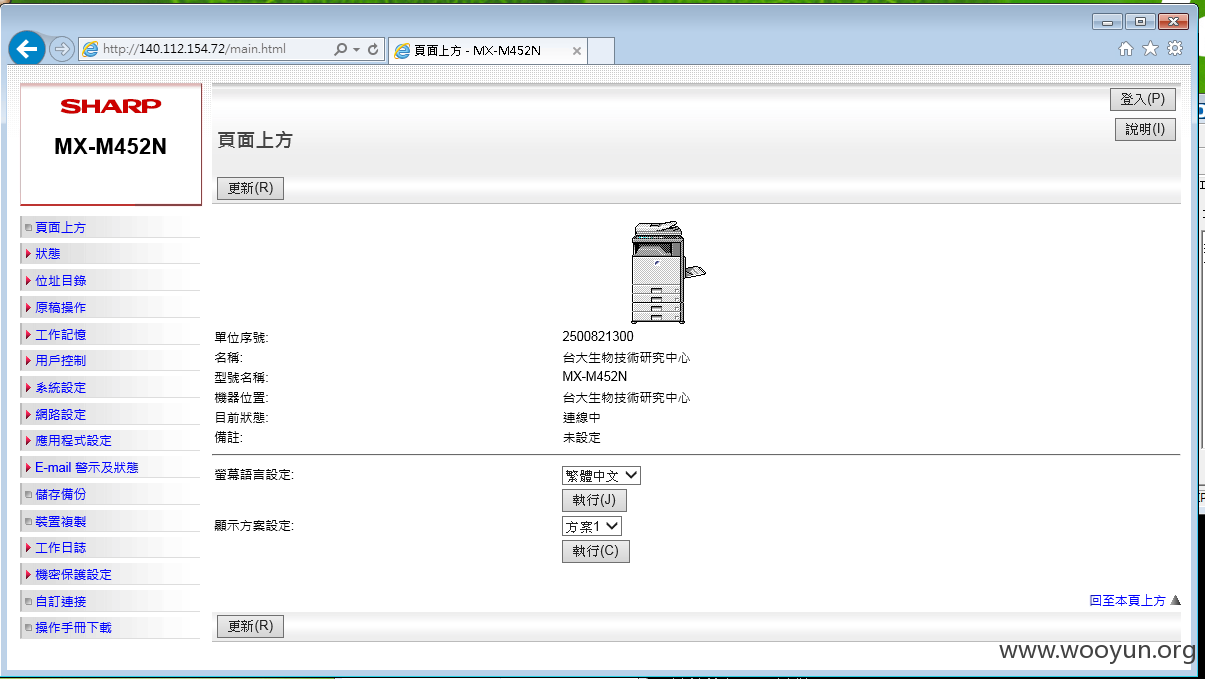 http://140.112.154.72/main.html
頁面上方 - MX-M452N
SHARP
MX-M452N
頁面上方
登入(P)
說明(I)
更新(R)
頁面上方
狀態
位址目錄
原稿操作
工作記憶
用戶控制
系統設定
網路設定
應用程式設定
E-mail 警示及狀態
儲存備份
裝置複製
工作日誌
機密保護設定
自訂連接
操作手冊下載
單位序號: 2500821300
名稱: 台大生物技術研究中心
型號名稱: MX-M452N
機器位置: 台大生物技術研究中心
目前狀態: 連線中
備註: 未設定
螢幕語言設定: 繁體中文
執行(J)
顯示方案設定: 方案1
執行(C)
回至本頁上方
更新(R)
www.wooyun.org